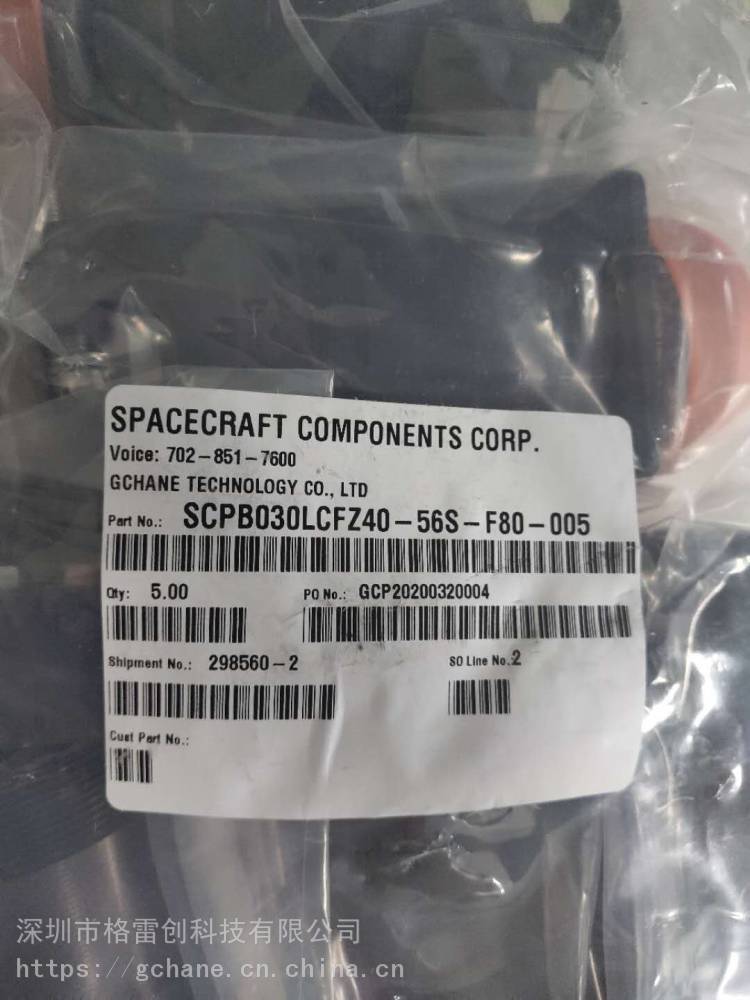 SPACECRAFT COMPONENTS CORP.
Voice: 702-851-7600
GCHANE TECHNOLOGY CO., LTD
Part No.: SCPB030LCFZ40-56S-F80-005
Qty: 5.00 PO No.: GCP20200320004
Shipment No.: 298560-2 SO Line No.:2
Cust Part No.:
深圳市格雷创科技有限公司
https://gchane.cn.china.cn